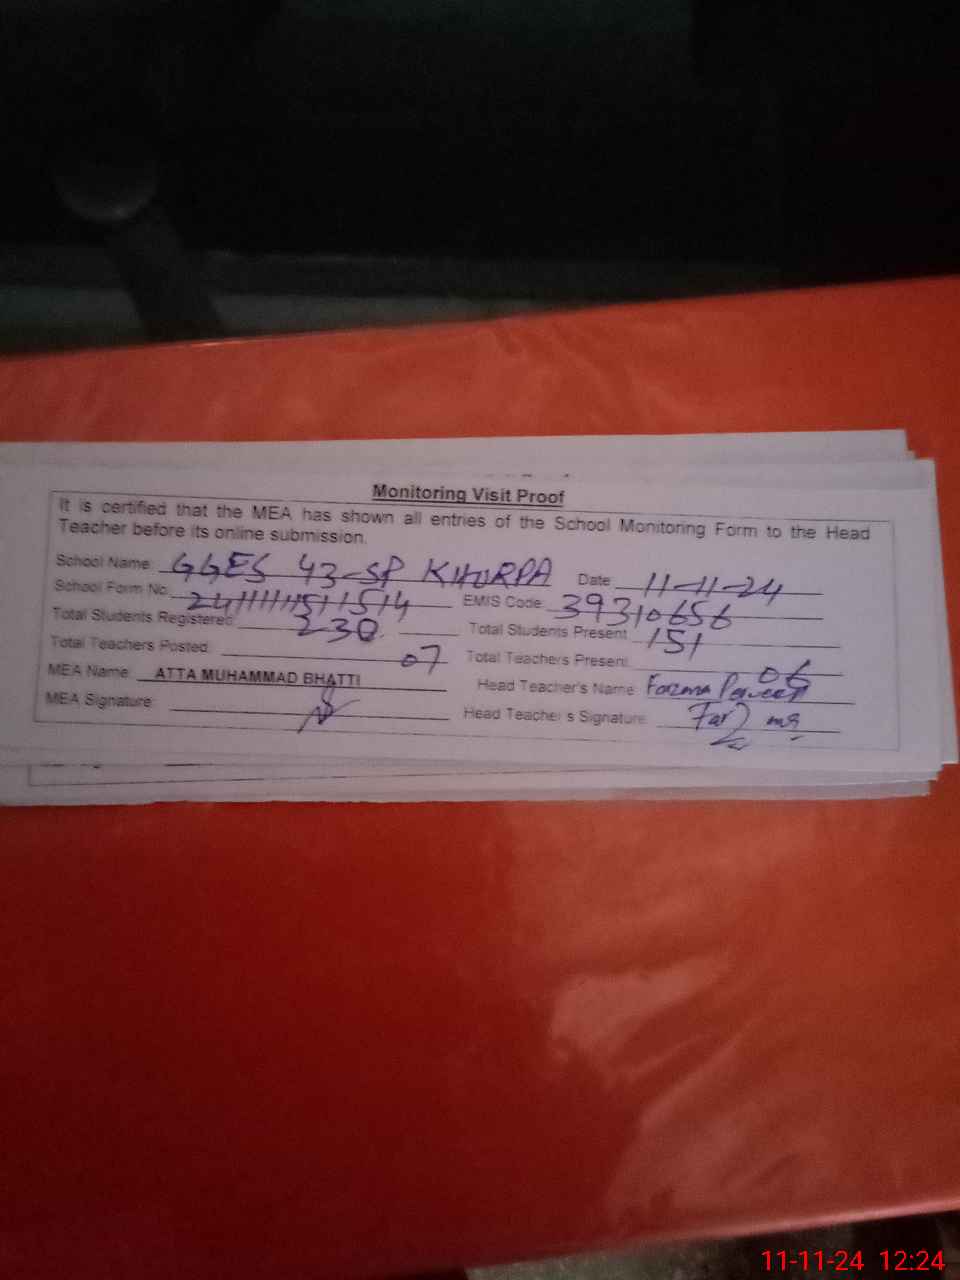 Monitoring Visit Proof
It is certified that the MEA has shown all entries of the School Monitoring Form to the Head
Teacher before its online submission.
School Name GGES 43-SP KHURPA Date 11-11-24
School Form No. EMIS Code: 39310656
Total Students Registered: 230 Total Students Present 151
Total Teachers Posted: 07 Total Teachers Present 06
MEA Name: ATTA MUHAMMAD BHATTI Head Teacher's Name Farzana Perveen
MEA Signature: Head Teacher's Signature
11-11-24 12:24